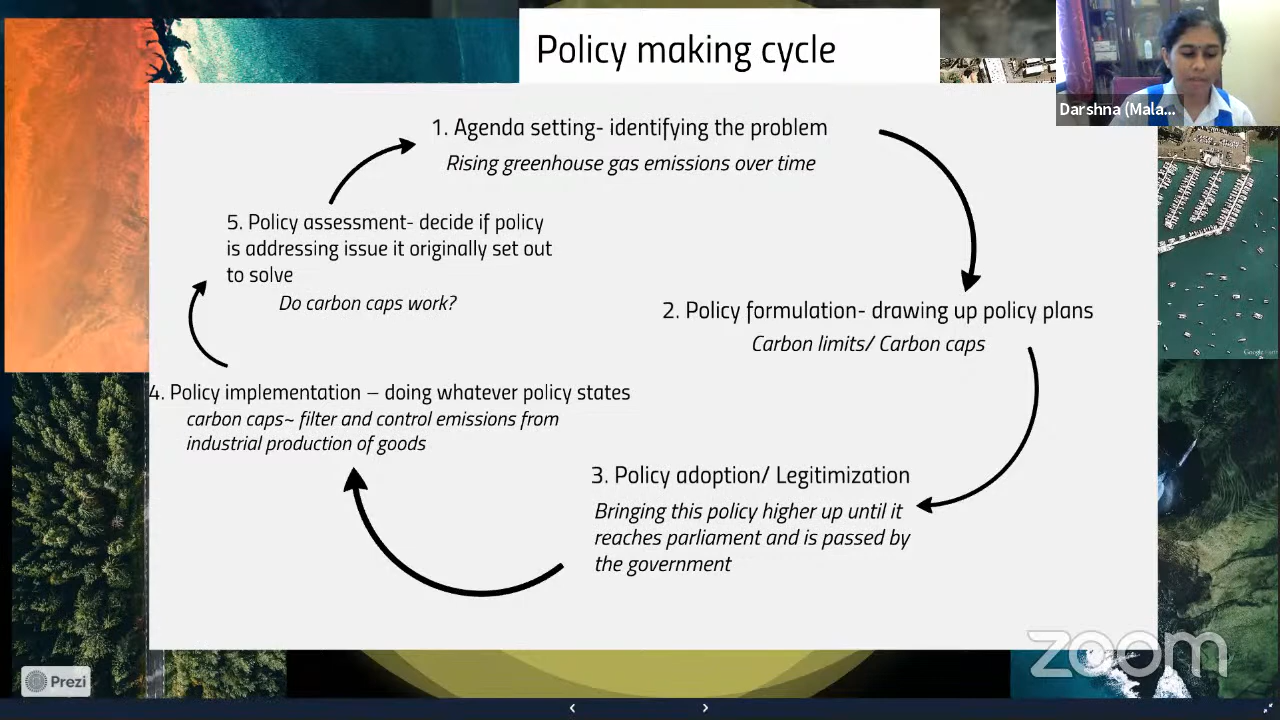 Policy making cycle
Darshna (Mala...
1. Agenda setting- identifying the problem
Rising greenhouse gas emissions over time
5. Policy assessment- decide if policy
is addressing issue it originally set out
to solve
Do carbon caps work?
2. Policy formulation- drawing up policy plans
Carbon limits/ Carbon caps
4. Policy implementation – doing whatever policy states
carbon caps~ filter and control emissions from
industrial production of goods
3. Policy adoption/ Legitimization
Bringing this policy higher up until it
reaches parliament and is passed by
the government
zoom
Prezi